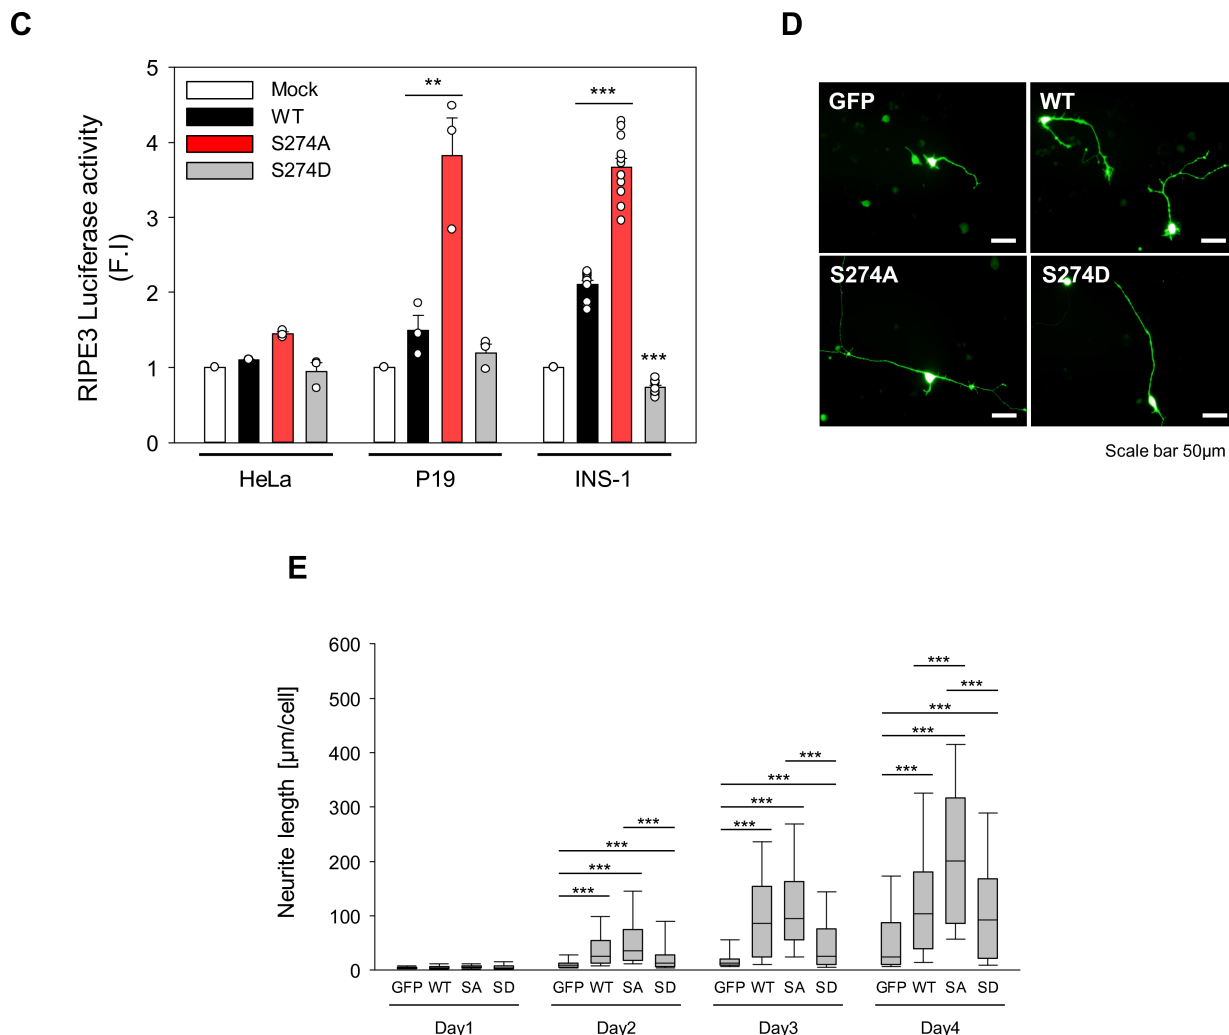 C
D
5
4
3
2
1
0
RIPE3 Luciferase activity
(F.I)
Mock
WT
S274A
S274D
**
***
***
HeLa
P19
INS-1
GFP
WT
S274A
S274D
Scale bar 50µm
E
600
500
400
300
200
100
0
Neurite length [µm/cell]
***
***
***
***
***
***
***
***
***
***
***
***
***
GFP WT SA SD
GFP WT SA SD
GFP WT SA SD
GFP WT SA SD
Day1
Day2
Day3
Day4